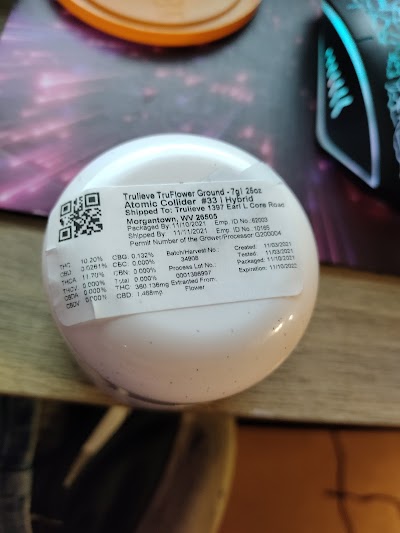 Trulieve TruFlower Ground - 7g| 25oz
Atomic Collider #33 | Hybrid
Shipped To: Trulieve 1397 Earl L Core Road
Morgantown, WV 26505
Packaged By: 11/10/2021 Emp. ID No.:62003
Shipped By: 11/11/2021 Emp. ID No.:10165
Permit Number of the Grower/Processor G300004
THC 10.20% CBG: 0.132% Batch/Harvest No.: Created: 11/03/2021
CBD 0.0261% CBC: 0.000% 34908 Tested: 11/03/2021
THCA 11.70% CBN: 0.000% Process Lot No.: Packaged: 11/10/2021
THCV 0.000% Total 0.000% 0001386907 Expiration: 11/10/2022
CBDA 0.000% THC: 360.136mg Extracted From:
CBDV 0.000% CBD: 1.468mg Flower